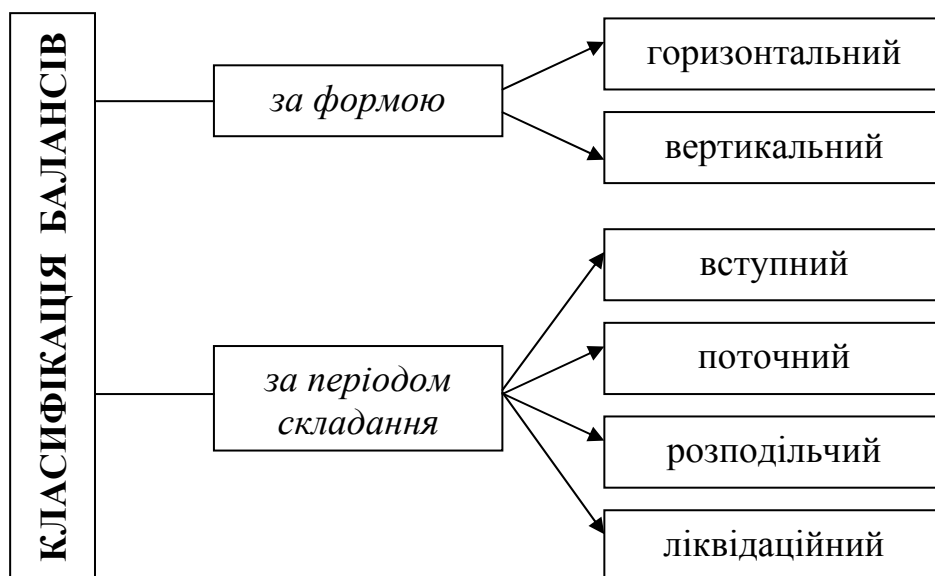 КЛАСИФІКАЦІЯ БАЛАНСІВ
за формою
горизонтальний
вертикальний
за періодом
складання
вступний
поточний
розподільчий
ліквідаційний